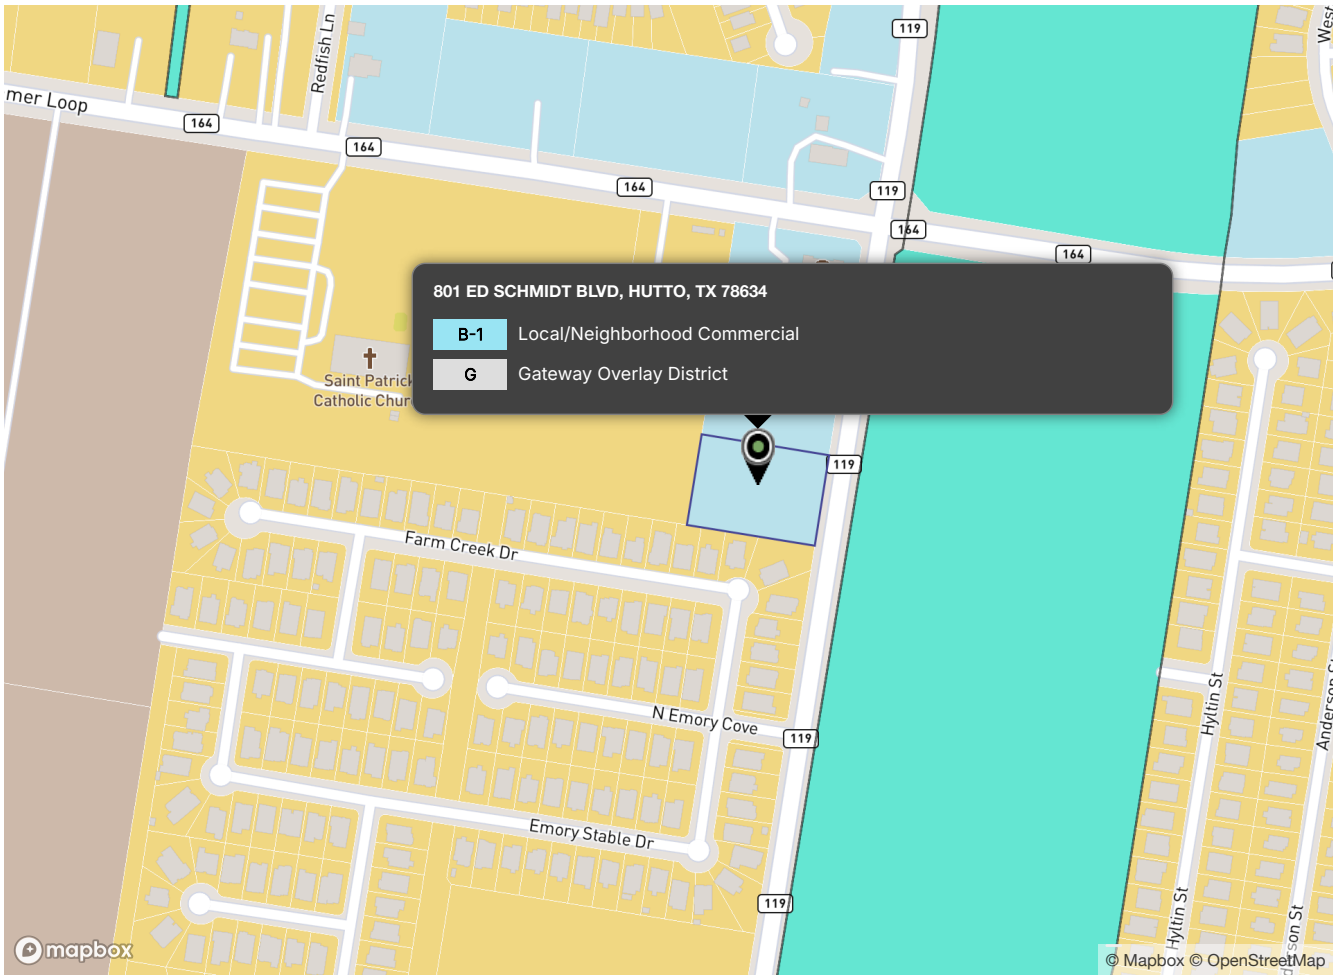 119
West
Redfish Ln
mer Loop
164
164
164
119
164
164
801 ED SCHMIDT BLVD, HUTTO, TX 78634
B-1 Local/Neighborhood Commercial
G Gateway Overlay District
Saint Patrick
Catholic Chur
119
Farm Creek Dr
N Emory Cove
119
Hyltin St
Anderson S
Emory Stable Dr
119
Hyltin St
derson St
mapbox
© Mapbox © OpenStreetMap